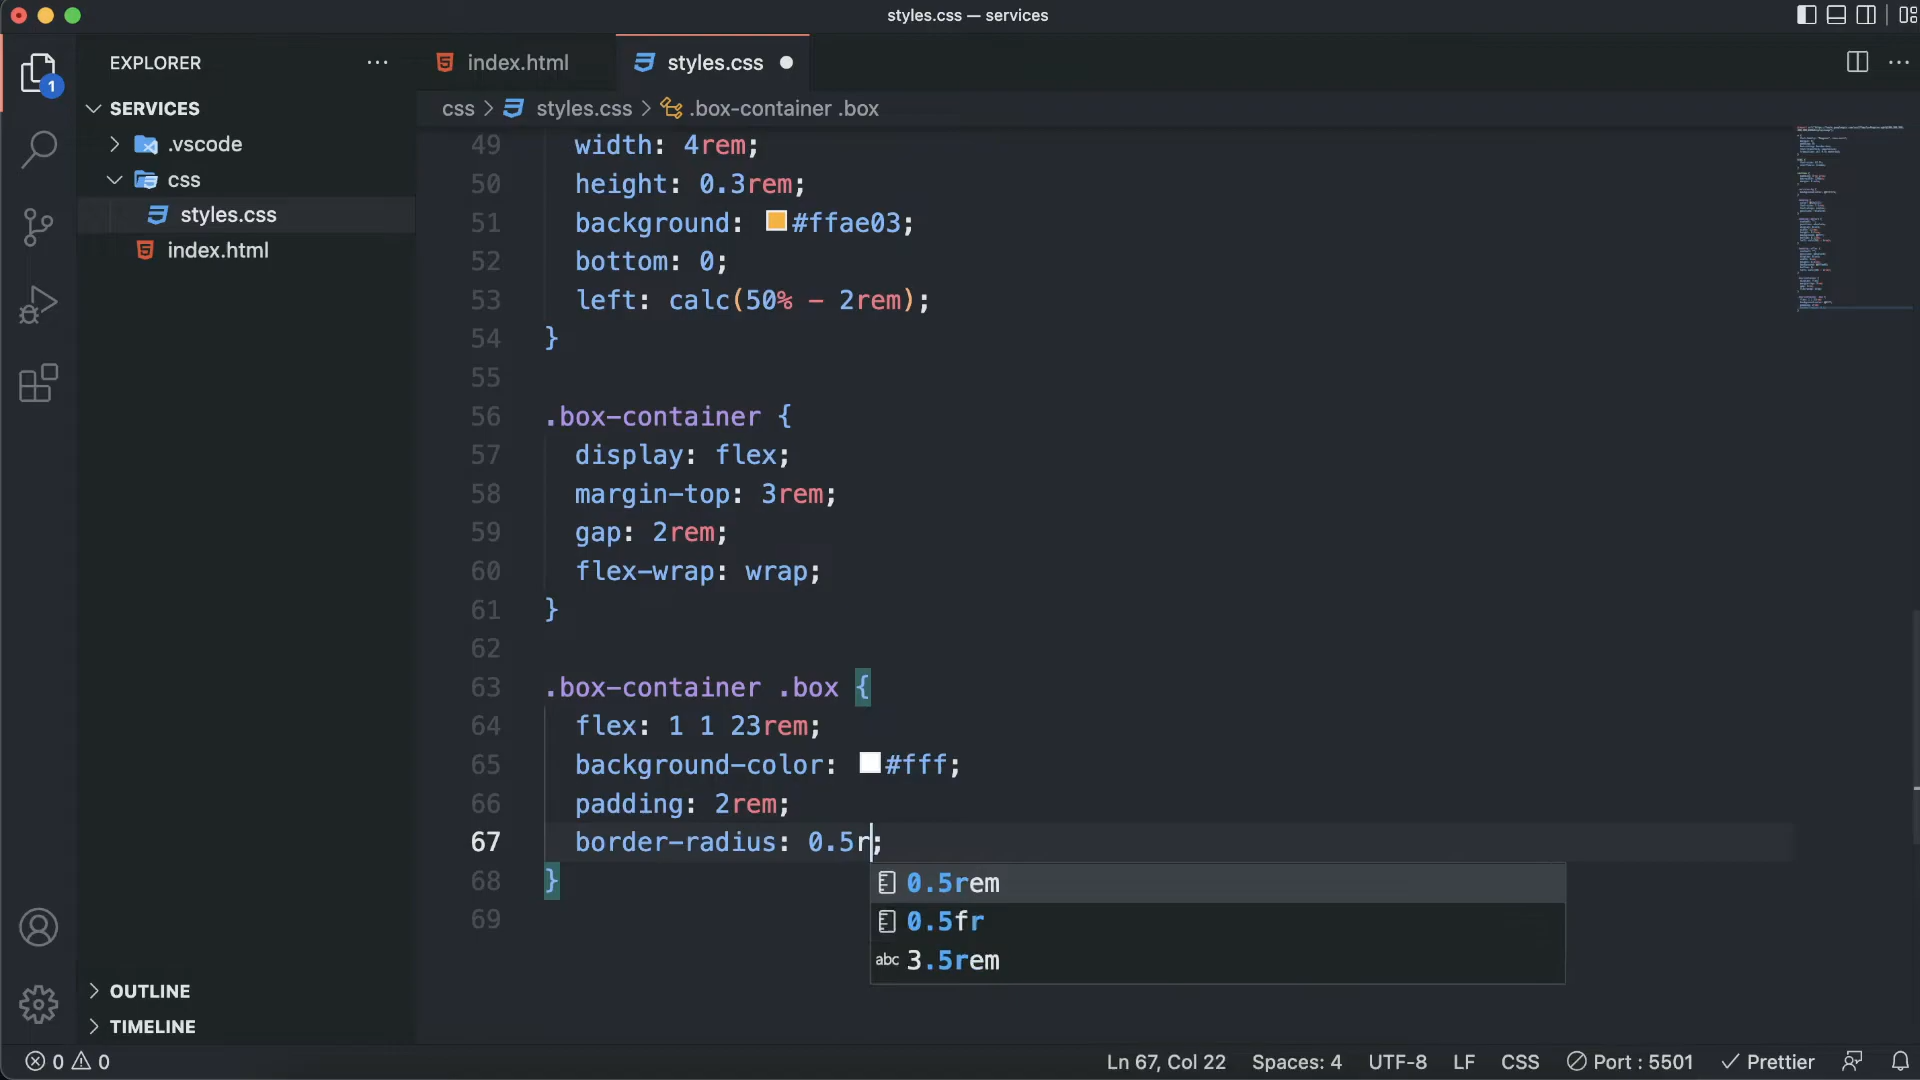 styles.css — services
EXPLORER
index.html
styles.css
1
SERVICES
css > styles.css > .box-container .box
.vscode
css
styles.css
index.html
49 width: 4rem;
50 height: 0.3rem;
51 background: #ffae03;
52 bottom: 0;
53 left: calc(50% - 2rem);
54 }
55
56 .box-container {
57 display: flex;
58 margin-top: 3rem;
59 gap: 2rem;
60 flex-wrap: wrap;
61 }
62
63 .box-container .box {
64 flex: 1 1 23rem;
65 background-color: #fff;
66 padding: 2rem;
67 border-radius: 0.5r;
68 }
69
0.5rem
0.5fr
abc 3.5rem
OUTLINE
TIMELINE
0 0
Ln 67, Col 22 Spaces: 4 UTF-8 LF CSS Port : 5501 Prettier